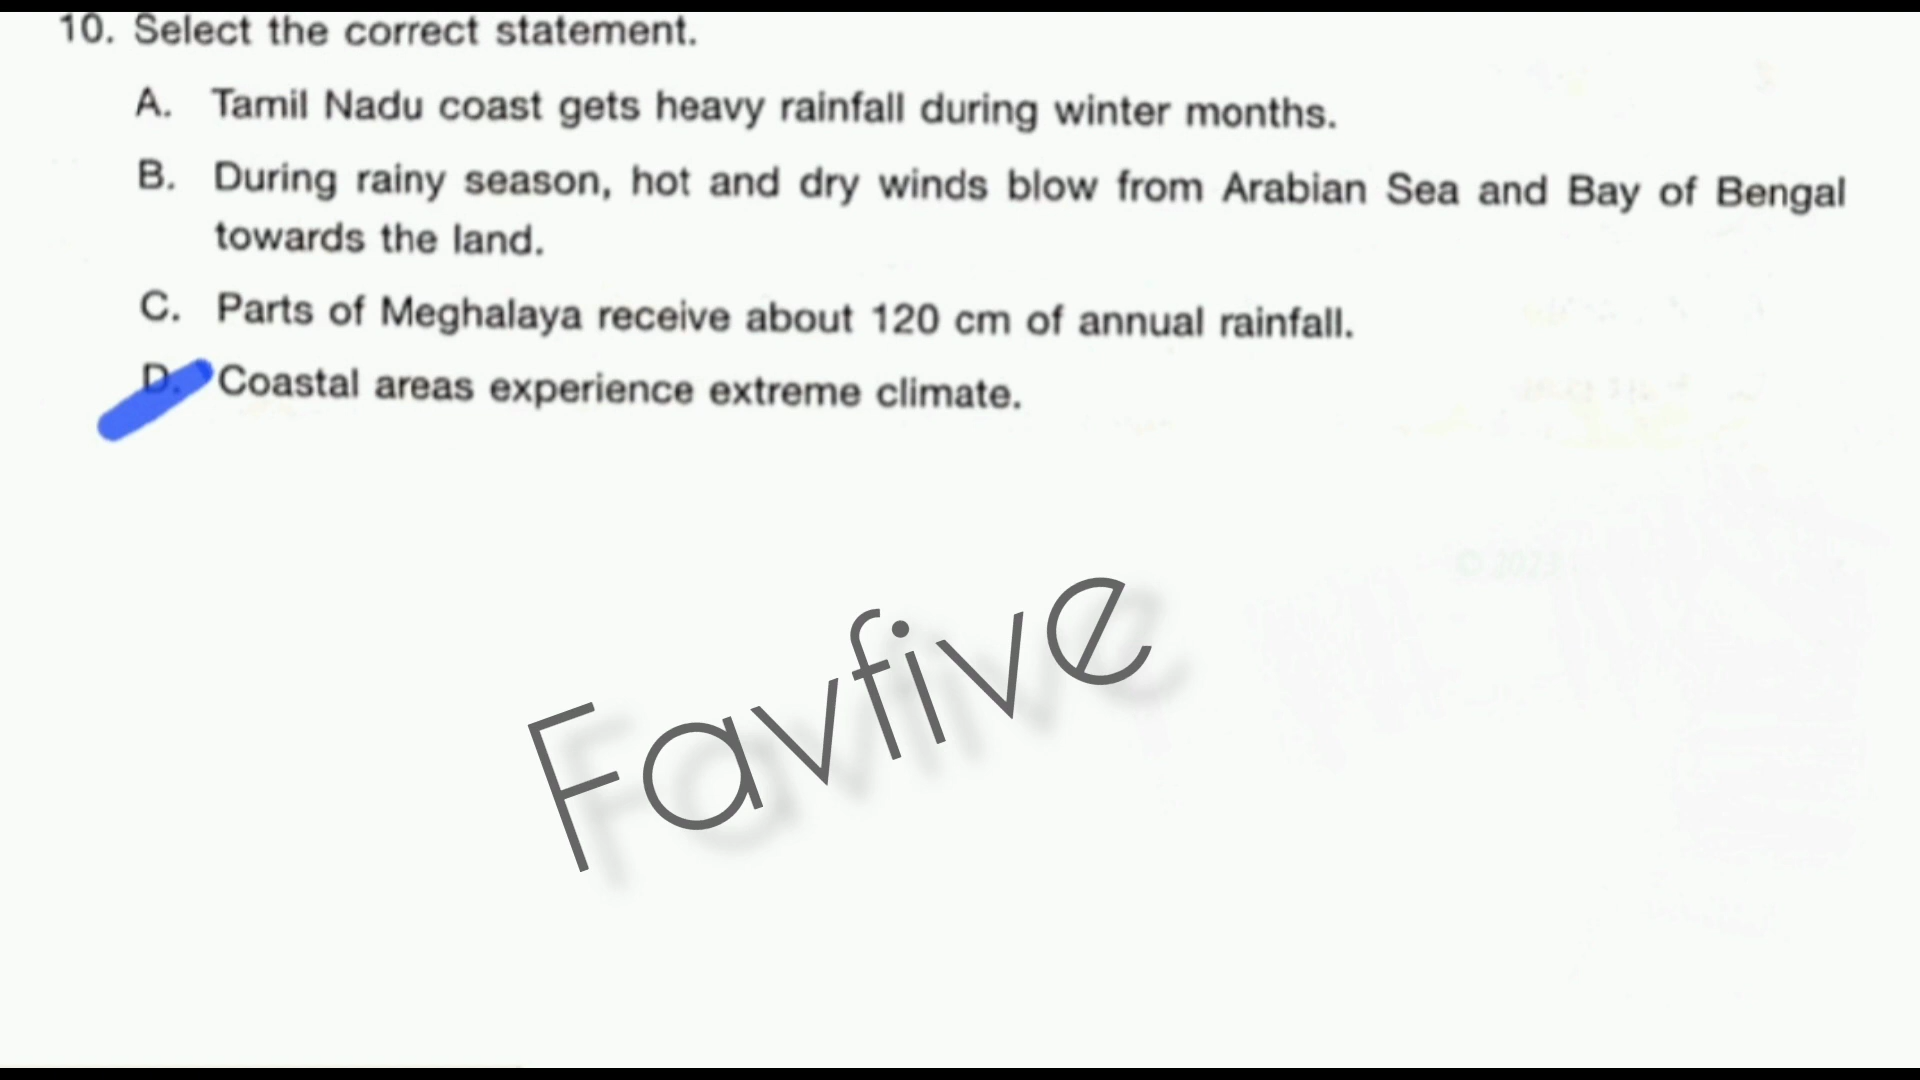 10. Select the correct statement.
A. Tamil Nadu coast gets heavy rainfall during winter months.
B. During rainy season, hot and dry winds blow from Arabian Sea and Bay of Bengal
towards the land.
C. Parts of Meghalaya receive about 120 cm of annual rainfall.
D. Coastal areas experience extreme climate.
© 2023
Favfive